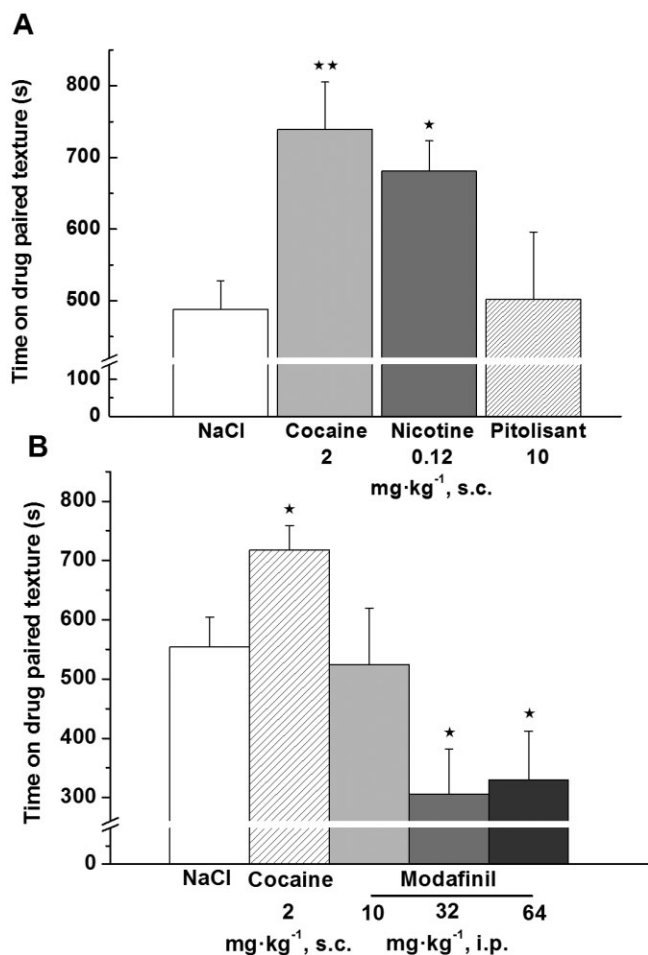 A
Time on drug paired texture (s)
800
700
600
500
100
0
★★
★
NaCl Cocaine Nicotine Pitolisant
2 0.12 10
mg·kg⁻¹, s.c.
B
Time on drug paired texture (s)
800
700
600
500
400
300
0
★
★
★
NaCl Cocaine Modafinil
2 10 32 64
mg·kg⁻¹, s.c. mg·kg⁻¹, i.p.